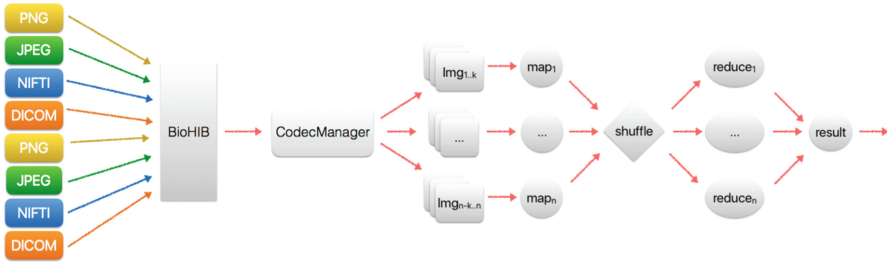 PNG
JPEG
NIFTI
DICOM
PNG
JPEG
NIFTI
DICOM
BioHIB
CodecManager
Img1..k
...
Imgn-k..n
map1
...
mapn
shuffle
reduce1
...
reducen
result